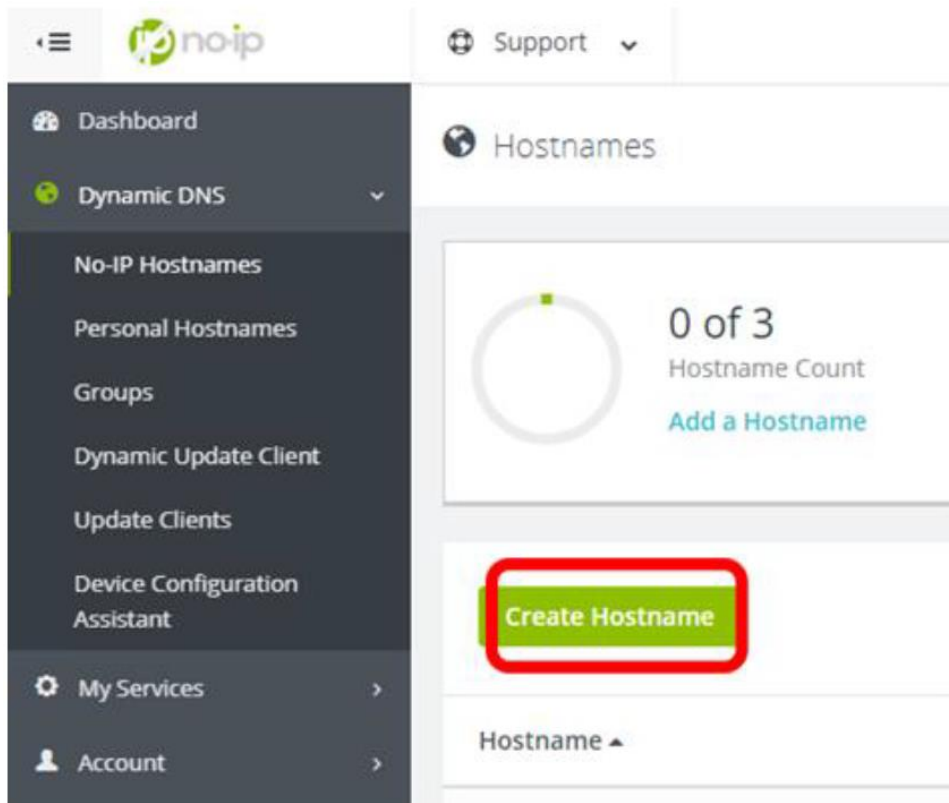 no-ip
Support
Dashboard
Hostnames
Dynamic DNS
No-IP Hostnames
Personal Hostnames
Groups
Dynamic Update Client
Update Clients
Device Configuration
Assistant
My Services
Account
0 of 3
Hostname Count
Add a Hostname
Create Hostname
Hostname